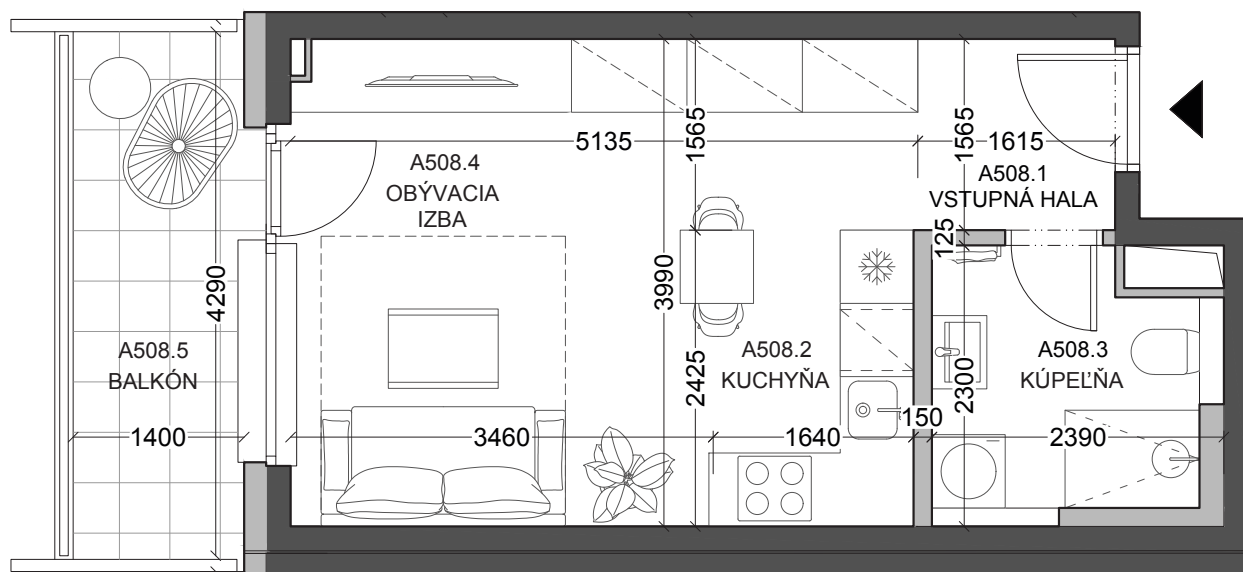 5135
1565
1565
1615
A508.4
OBÝVACIA
IZBA
A508.1
VSTUPNÁ HALA
125
4290
3990
A508.5
BALKÓN
A508.2
KUCHYŇA
A508.3
KÚPEĽŇA
2425
2300
150
1400
3460
1640
2390